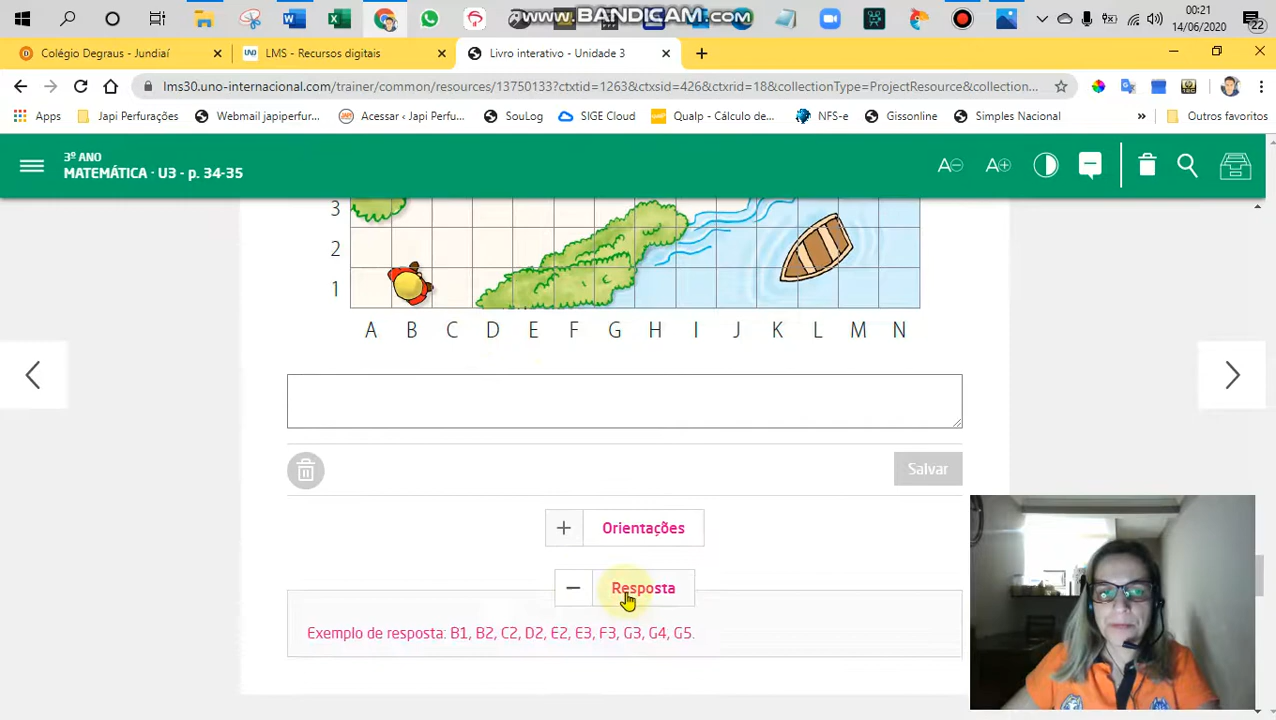 www.BANDICAM.com
00:21
14/06/2020
22
Colégio Degraus - Jundiaí
UNO
LMS - Recursos digitais
Livro interativo - Unidade 3
lms30.uno-internacional.com/trainer/common/resources/13750133?ctxtid=1263&ctxsid=426&ctxrid=18&collectionType=ProjectResource&collection...
Apps
Japi Perfurações
Webmail japiperfur...
Acessar ‹ Japi Perfu...
SouLog
SIGE Cloud
Qualp - Cálculo de...
NFS-e
Gissonline
Simples Nacional
»
Outros favoritos
3º ANO
MATEMÁTICA · U3 - p. 34-35
A−
A+
3
2
1
A B C D E F G H I J K L M N
Salvar
+ Orientações
− Resposta
Exemplo de resposta: B1, B2, C2, D2, E2, E3, F3, G3, G4, G5.